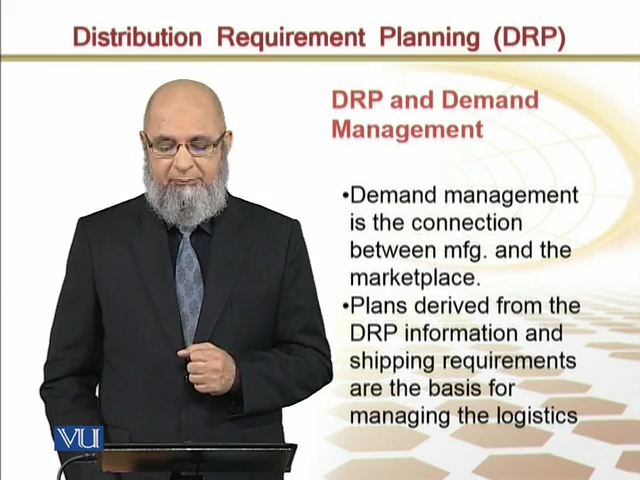 Distribution Requirement Planning (DRP)
DRP and Demand
Management
•Demand management
is the connection
between mfg. and the
marketplace.
•Plans derived from the
DRP information and
shipping requirements
are the basis for
managing the logistics
VU